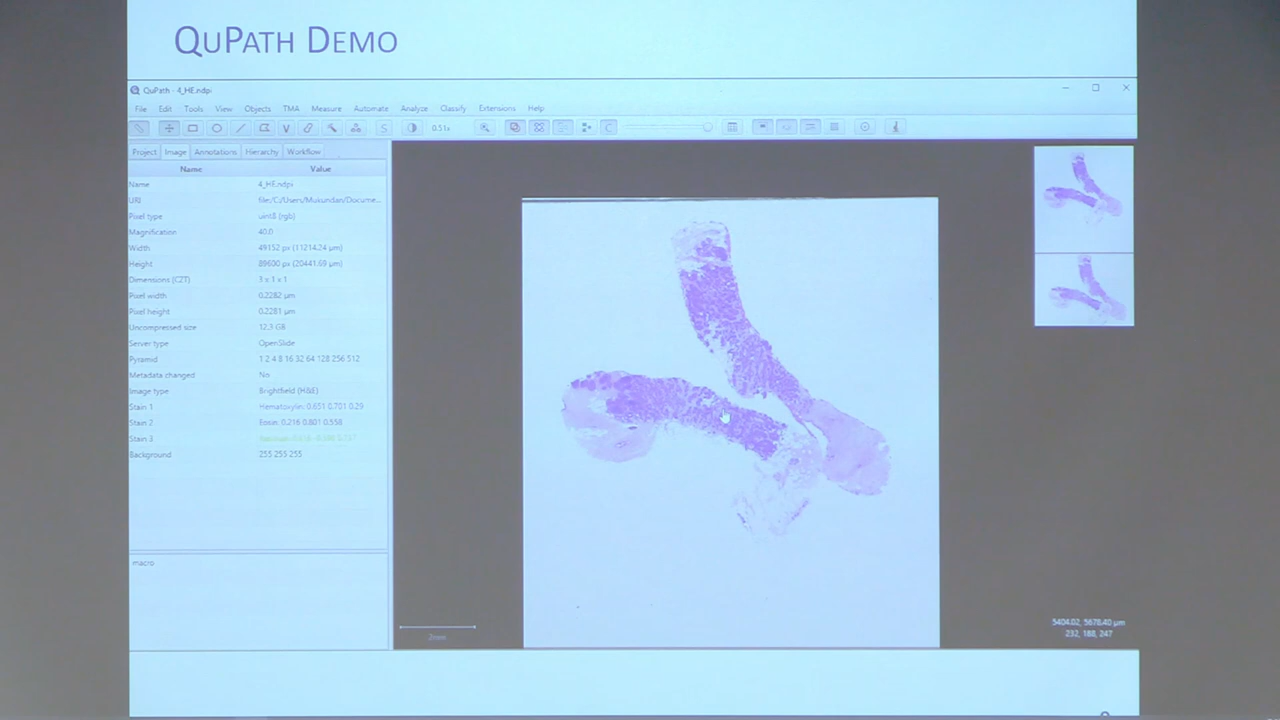 QUPATH DEMO
QuPath - 4_HE.ndpi
File Edit Tools View Objects TMA Measure Automate Analyze Classify Extensions Help
0.51x
Project Image Annotations Hierarchy Workflow
Name Value
Name 4_HE.ndpi
URI file:/C:/Users/Mukundan/Docume...
Pixel type uint8 (rgb)
Magnification 40.0
Width 49152 px (11214.24 µm)
Height 89600 px (20441.69 µm)
Dimensions (CZT) 3 x 1 x 1
Pixel width 0.2282 µm
Pixel height 0.2281 µm
Uncompressed size 12.3 GB
Server type OpenSlide
Pyramid 1 2 4 8 16 32 64 128 256 512
Metadata changed No
Image type Brightfield (H&E)
Stain 1 Hematoxylin: 0.651 0.701 0.29
Stain 2 Eosin: 0.216 0.801 0.558
Stain 3
Background 255 255 255
macro
2mm
5404.02, 5678.40 µm
232, 188, 247